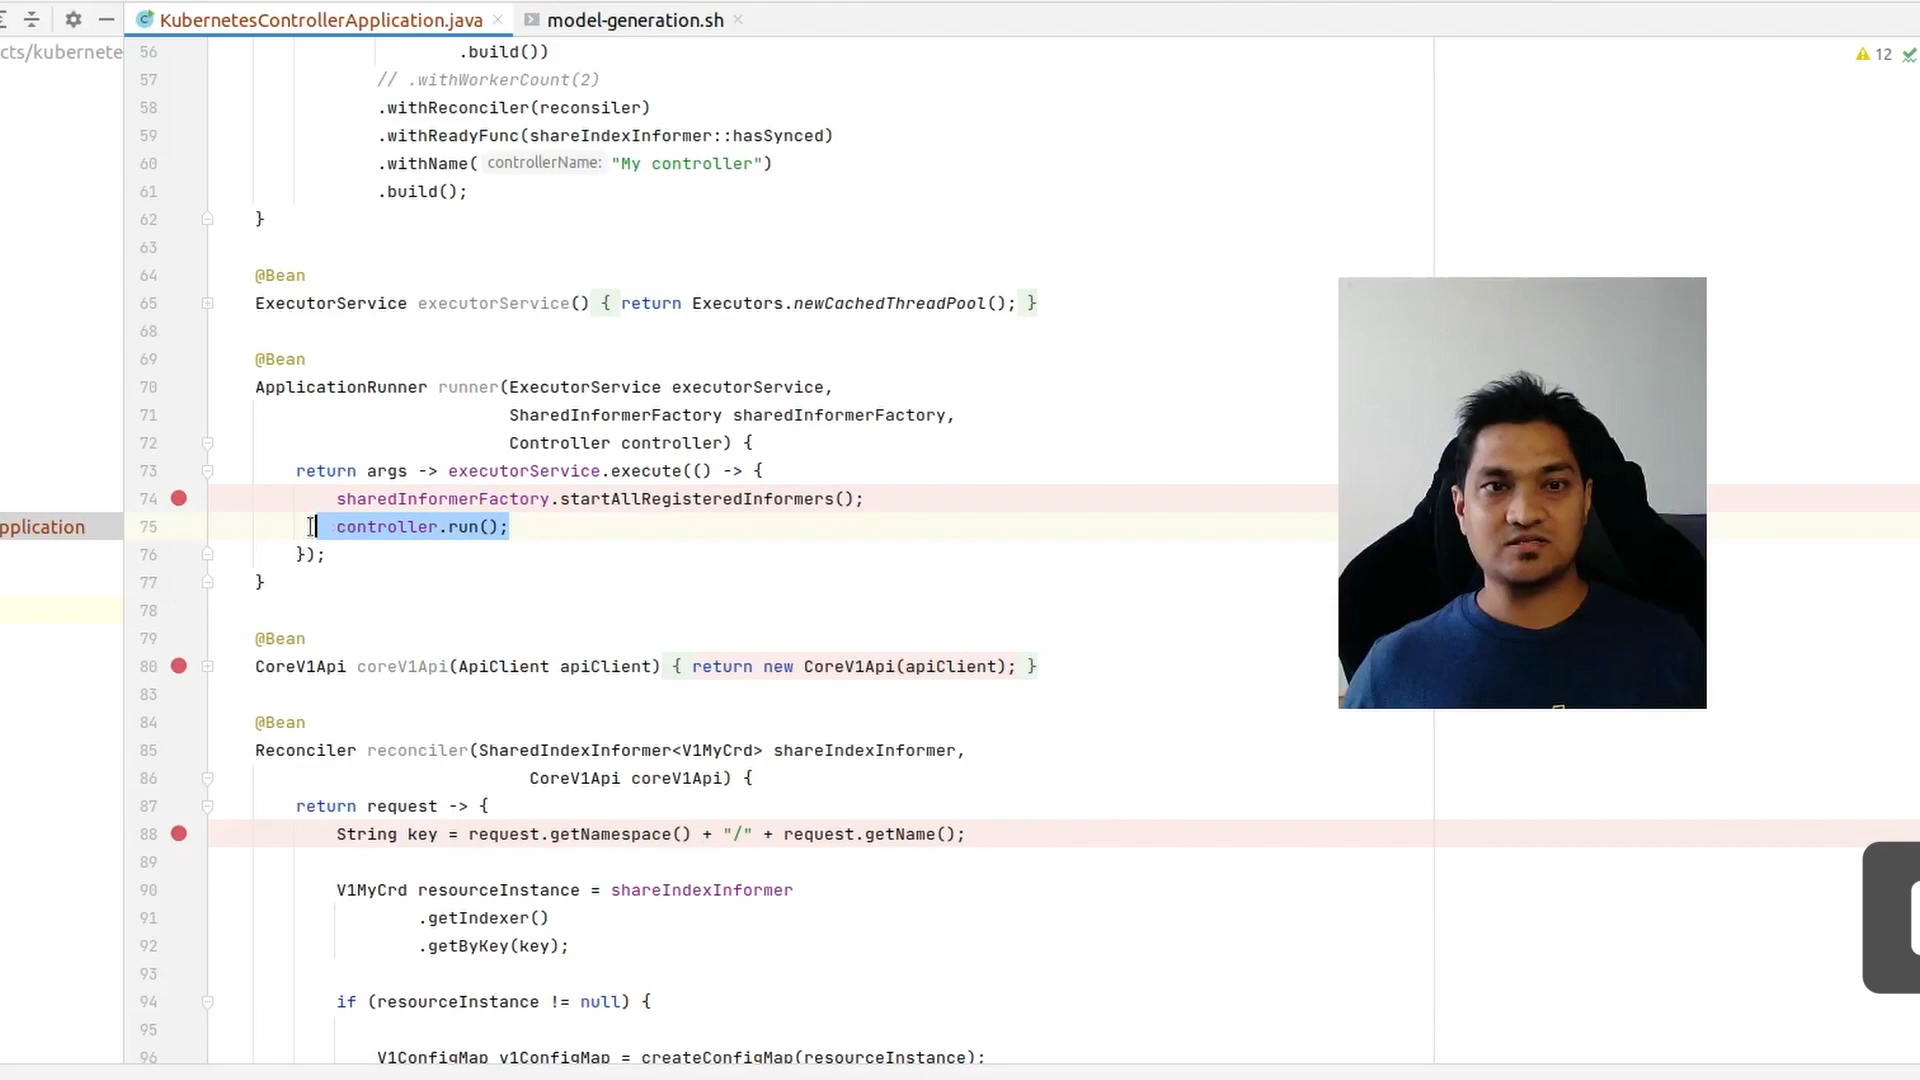 KubernetesControllerApplication.java
model-generation.sh
cts/kubernete
12
56 .build())
57 // .withWorkerCount(2)
58 .withReconciler(reconsiler)
59 .withReadyFunc(shareIndexInformer::hasSynced)
60 .withName( controllerName: "My controller")
61 .build();
62 }
63
64 @Bean
65 ExecutorService executorService() { return Executors.newCachedThreadPool(); }
68
69 @Bean
70 ApplicationRunner runner(ExecutorService executorService,
71 SharedInformerFactory sharedInformerFactory,
72 Controller controller) {
73 return args -> executorService.execute(() -> {
74 sharedInformerFactory.startAllRegisteredInformers();
pplication
75 controller.run();
76 });
77 }
78
79 @Bean
80 CoreV1Api coreV1Api(ApiClient apiClient) { return new CoreV1Api(apiClient); }
83
84 @Bean
85 Reconciler reconciler(SharedIndexInformer<V1MyCrd> shareIndexInformer,
86 CoreV1Api coreV1Api) {
87 return request -> {
88 String key = request.getNamespace() + "/" + request.getName();
89
90 V1MyCrd resourceInstance = shareIndexInformer
91 .getIndexer()
92 .getByKey(key);
93
94 if (resourceInstance != null) {
95
96 V1ConfigMap v1ConfigMap = createConfigMap(resourceInstance);